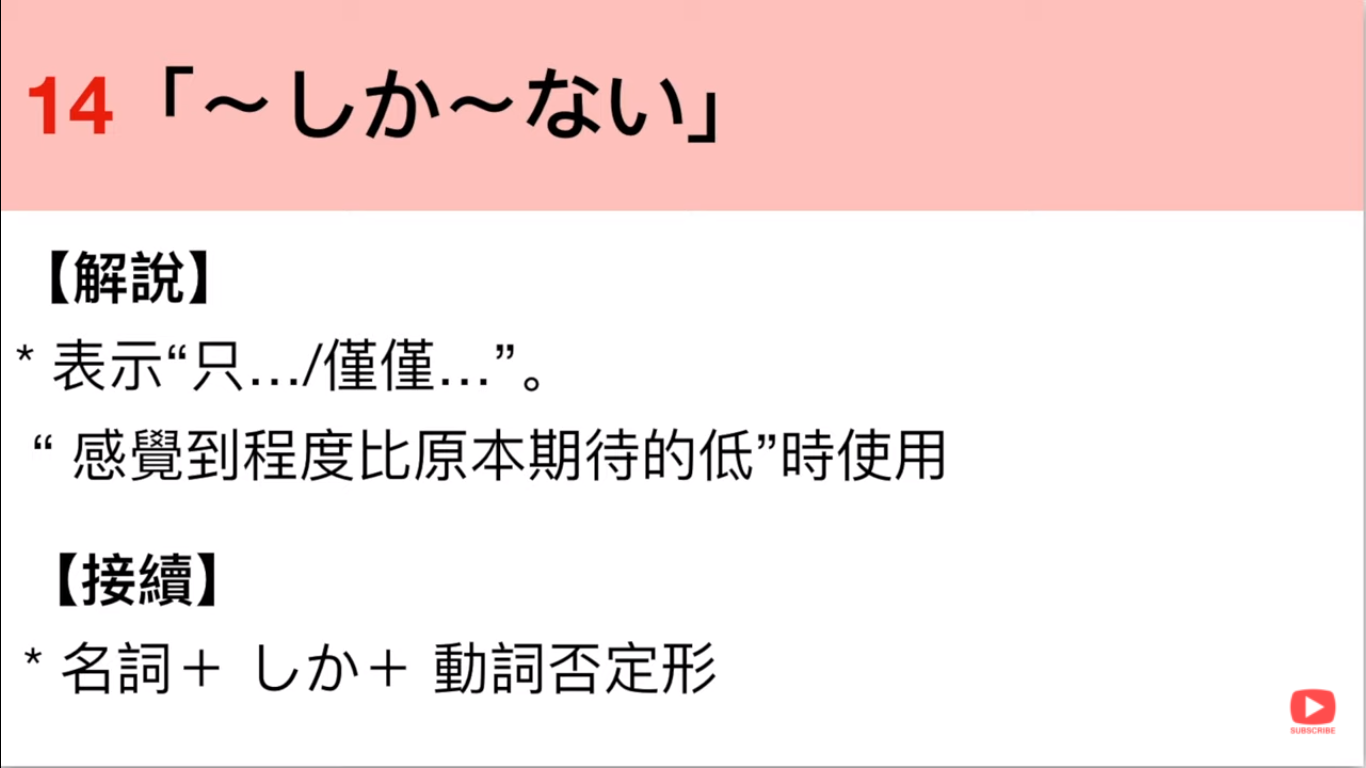 14「～しか～ない」
【解說】
* 表示“只…/僅僅…”。
“ 感覺到程度比原本期待的低”時使用
【接續】
* 名詞＋ しか＋ 動詞否定形
SUBSCRIBE